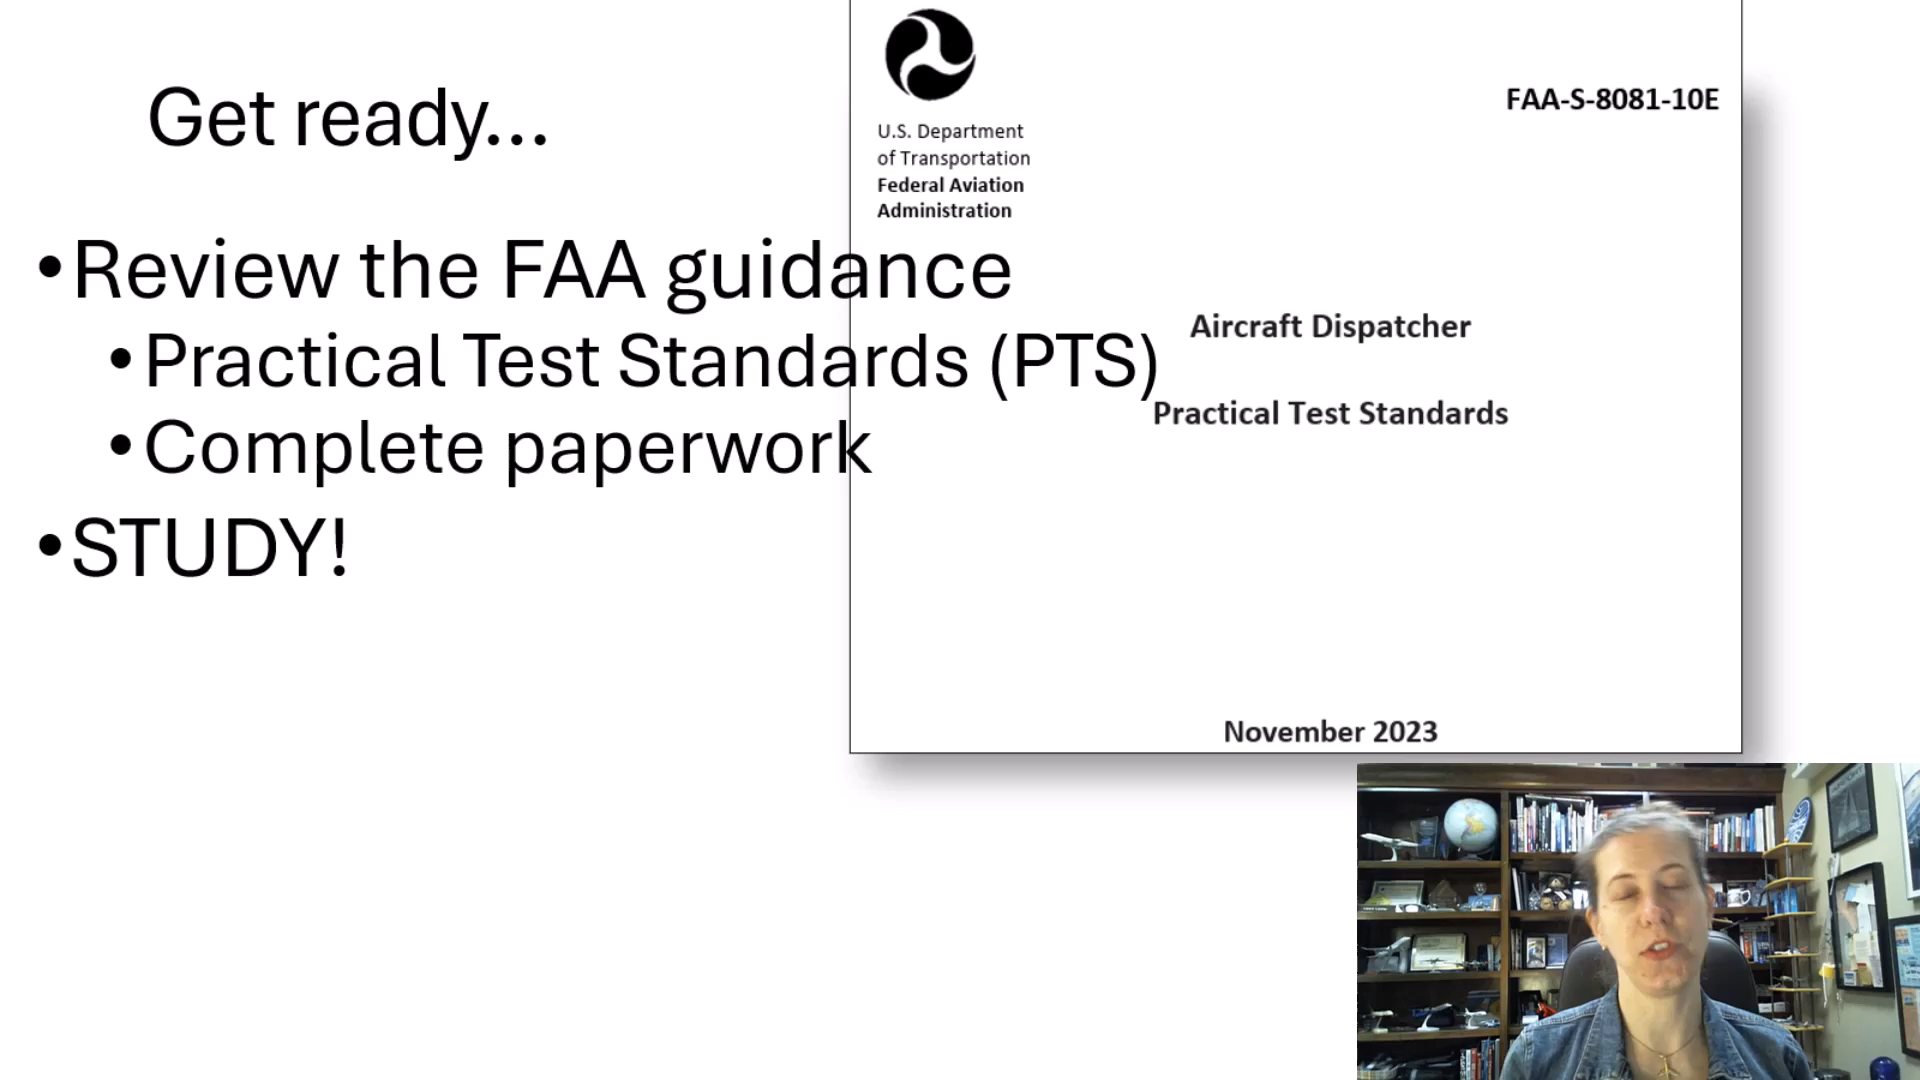 Get ready...
•Review the FAA guidance
•Practical Test Standards (PTS)
•Complete paperwork
•STUDY!
FAA-S-8081-10E
U.S. Department
of Transportation
Federal Aviation
Administration
Aircraft Dispatcher
Practical Test Standards
November 2023